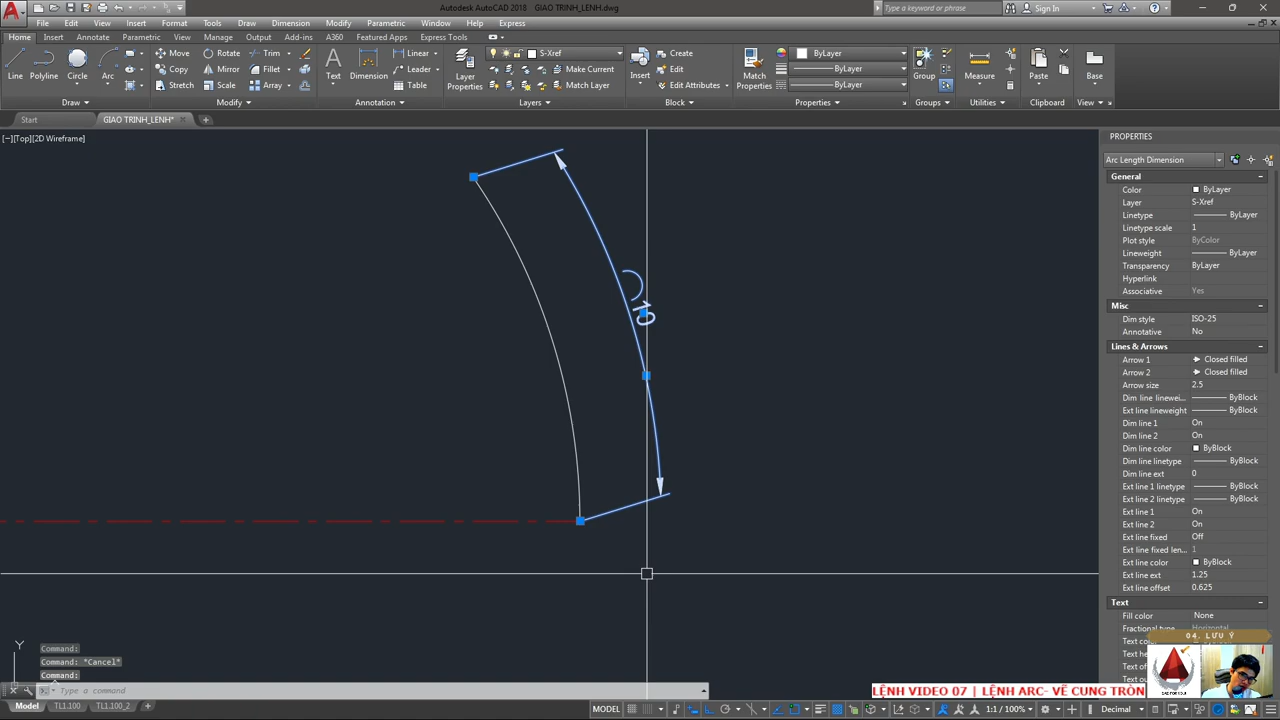 Autodesk AutoCAD 2018 GIAO TRINH_LENH.dwg
Type a keyword or phrase
Sign In
File Edit View Insert Format Tools Draw Dimension Modify Parametric Window Help Express
Home Insert Annotate Parametric View Manage Output Add-ins A360 Featured Apps Express Tools
Line Polyline Circle Arc
Move Rotate Trim
Copy Mirror Fillet
Stretch Scale Array
Text Dimension
Linear
Leader
Table
Layer Properties
S-Xref
Make Current
Match Layer
Insert
Create
Edit
Edit Attributes
Match Properties
ByLayer
ByLayer
ByLayer
Group
Measure
Paste
Base
Draw Modify Annotation Layers Block Properties Groups Utilities Clipboard View
Start GIAO TRINH_LENH*
[−][Top][2D Wireframe]
10
PROPERTIES
Arc Length Dimension
General
Color ByLayer
Layer S-Xref
Linetype ByLayer
Linetype scale 1
Plot style ByColor
Lineweight ByLayer
Transparency ByLayer
Hyperlink
Associative Yes
Misc
Dim style ISO-25
Annotative No
Lines & Arrows
Arrow 1 Closed filled
Arrow 2 Closed filled
Arrow size 2.5
Dim line linewei... ByBlock
Ext line lineweight ByBlock
Dim line 1 On
Dim line 2 On
Dim line color ByBlock
Dim line linetype ByBlock
Dim line ext 0
Ext line 1 linetype ByBlock
Ext line 2 linetype ByBlock
Ext line 1 On
Ext line 2 On
Ext line fixed Off
Ext line fixed len... 1
Ext line color ByBlock
Ext line ext 1.25
Ext line offset 0.625
Text
Fill color None
Fractional type Horizontal
04. LƯU Ý
Y
Command:
Command: *Cancel*
Command:
Type a command
LỆNH VIDEO 07 | LỆNH ARC- VẼ CUNG TRÒN
Model TL1.100 TL1.100_2
MODEL 1:1 / 100% Decimal